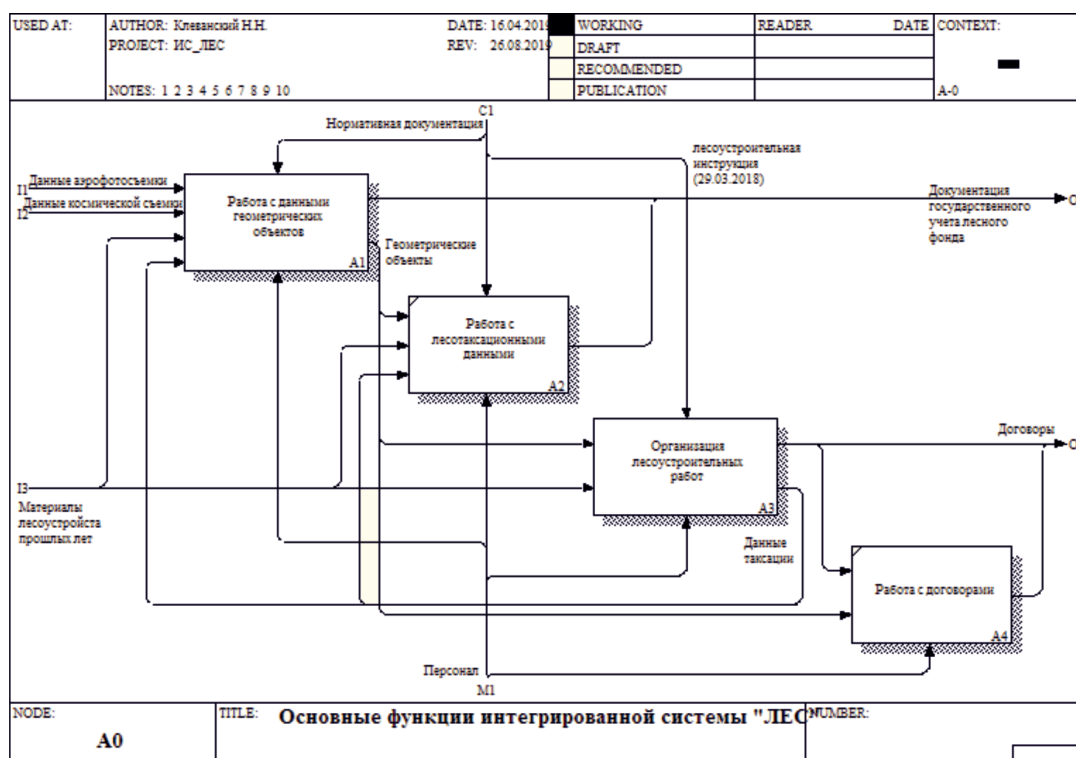 USED AT:
AUTHOR: Клеванский Н.Н.
DATE: 16.04.2019
PROJECT: ИС_ЛЕС
REV: 26.08.2019
NOTES: 1 2 3 4 5 6 7 8 9 10
WORKING
DRAFT
RECOMMENDED
PUBLICATION
READER
DATE
CONTEXT:
A-0
C1
Нормативная документация
лесоустроительная
инструкция
(29.03.2018)
I1
Данные аэрофотосъемки
I2
Данные космической съемки
Работа с данными
геометрических
объектов
A1
Документация
государственного
учета лесного
фонда
Геометрические
объекты
Работа с
лесотаксационными
данными
A2
Договоры
Организация
лесоустроительных
работ
A3
I3
Материалы
лесоустройста
прошлых лет
Данные
таксации
Работа с договорами
A4
Персонал
M1
NODE:
A0
TITLE:
Основные функции интегрированной системы "ЛЕС"
NUMBER: